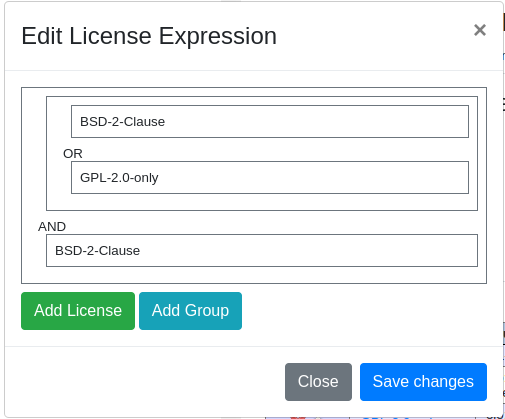 Edit License Expression
×
BSD-2-Clause
OR
GPL-2.0-only
AND
BSD-2-Clause
Add License Add Group
Close Save changes